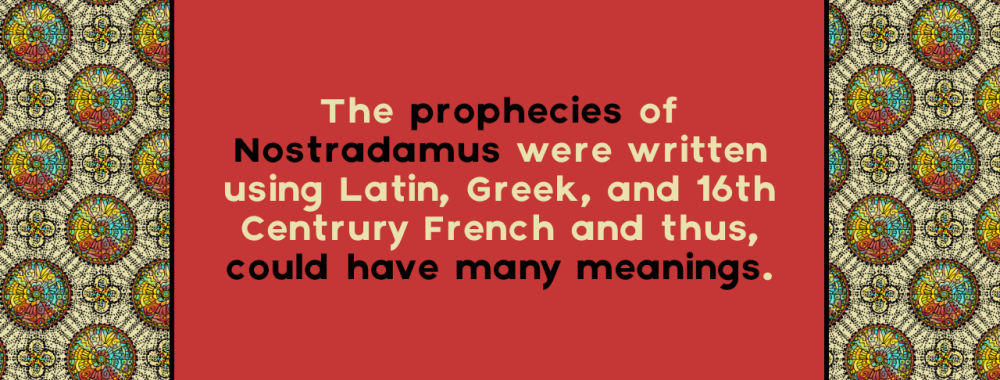 The prophecies of
Nostradamus were written
using Latin, Greek, and 16th
Centrury French and thus,
could have many meanings.